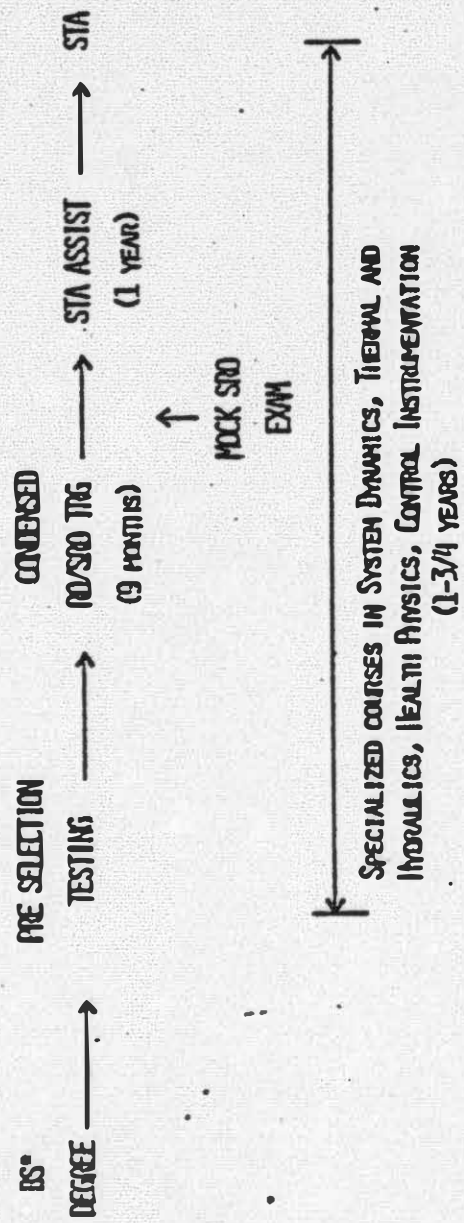 BS*
DEGREE
PRE SELECTION
TESTING
CONDENSED
RO/SRO TRG
(9 MONTHS)
MOCK SRO
EXAM
STA ASSIST
(1 YEAR)
STA
SPECIALIZED COURSES IN SYSTEM DYNAMICS, THERMAL AND
HYDRAULICS, HEALTH PHYSICS, CONTROL INSTRUMENTATION
(1-3/4 YEARS)